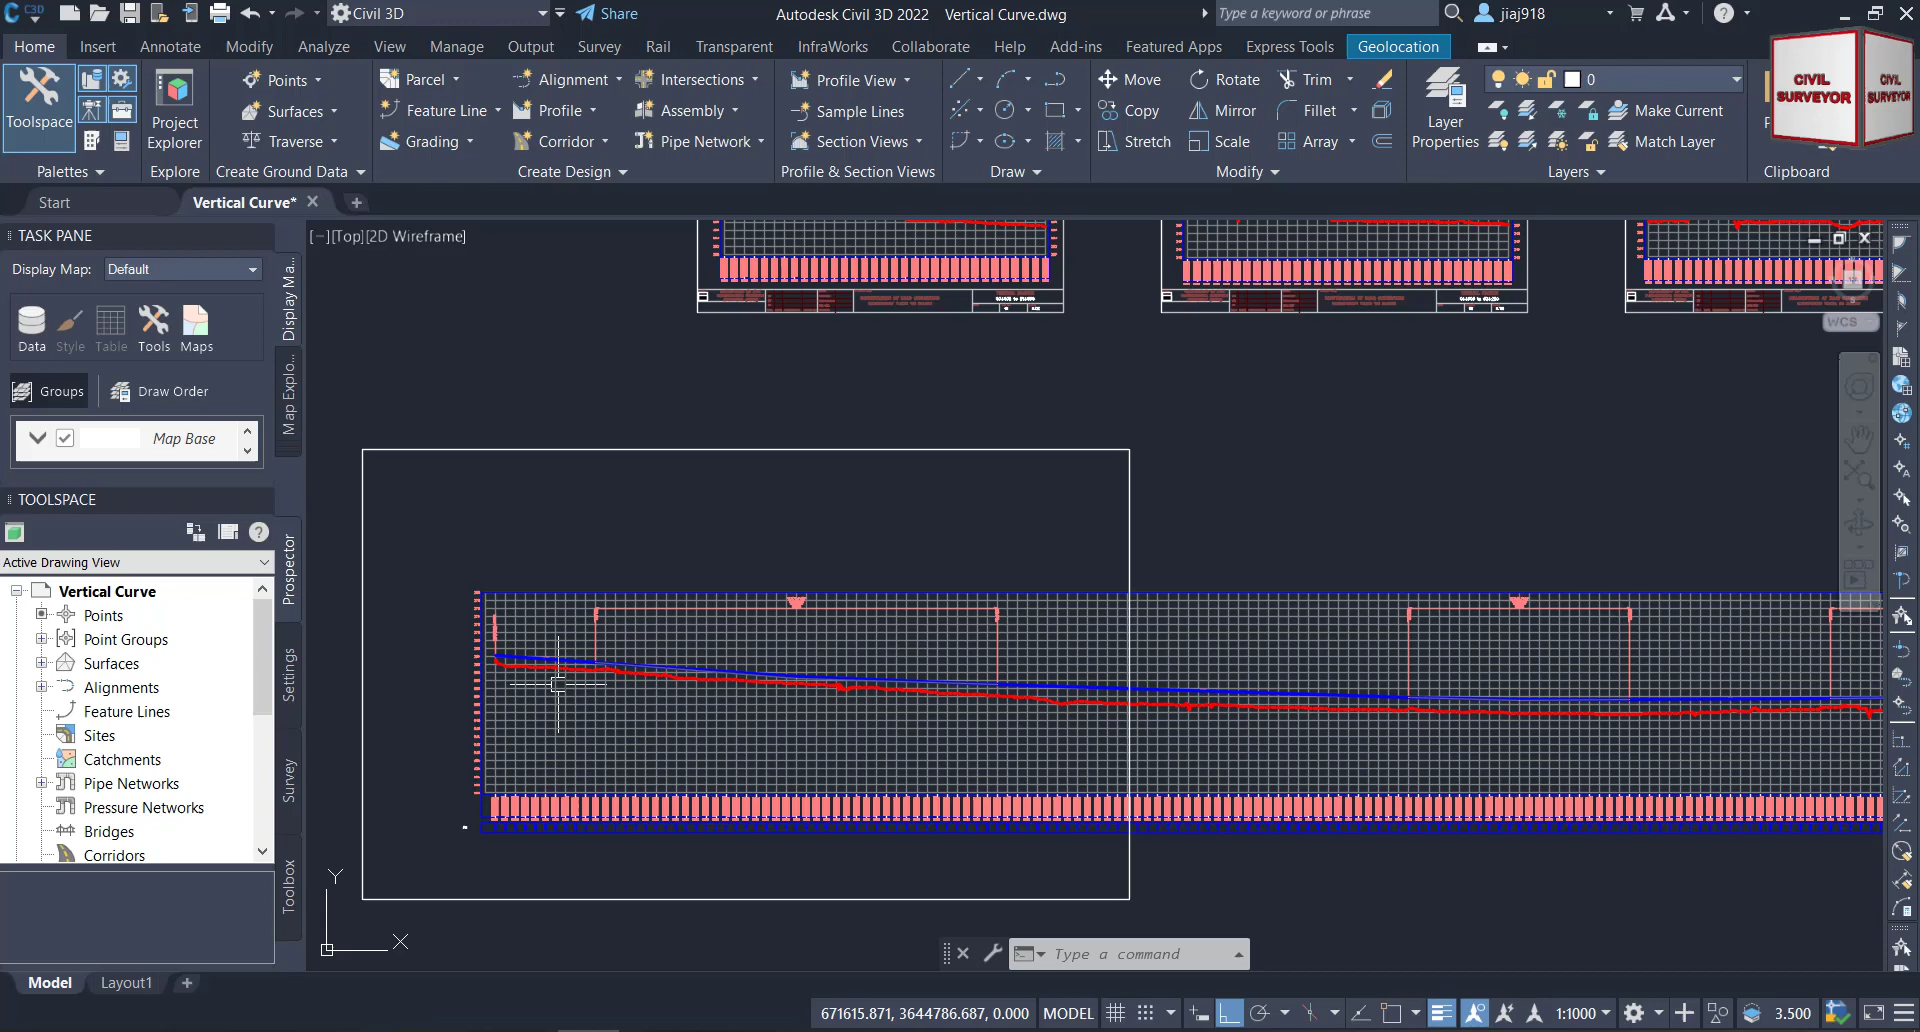 C3D
Civil 3D
Share
Autodesk Civil 3D 2022 Vertical Curve.dwg
Type a keyword or phrase
jiaj918
Home Insert Annotate Modify Analyze View Manage Output Survey Rail Transparent InfraWorks Collaborate Help Add-ins Featured Apps Express Tools Geolocation
Toolspace
Palettes
Project Explorer
Explore
Points
Surfaces
Traverse
Create Ground Data
Parcel
Feature Line
Grading
Alignment
Profile
Corridor
Intersections
Assembly
Pipe Network
Create Design
Profile View
Sample Lines
Section Views
Profile & Section Views
Draw
Move
Copy
Stretch
Rotate
Mirror
Scale
Trim
Fillet
Array
Modify
Layer Properties
0
Make Current
Match Layer
Layers
Clipboard
CIVIL SURVEYOR
CIVIL SURVEYOR
Start
Vertical Curve*
TASK PANE
Display Map:
Default
Data Style Table Tools Maps
Groups Draw Order
Map Base
Display Ma...
Map Explo...
TOOLSPACE
Active Drawing View
Vertical Curve
Points
Point Groups
Surfaces
Alignments
Feature Lines
Sites
Catchments
Pipe Networks
Pressure Networks
Bridges
Corridors
Prospector
Settings
Survey
Toolbox
[−][Top][2D Wireframe]
WCS
Y
X
Type a command
Model Layout1
671615.871, 3644786.687, 0.000
MODEL
1:1000
3.500